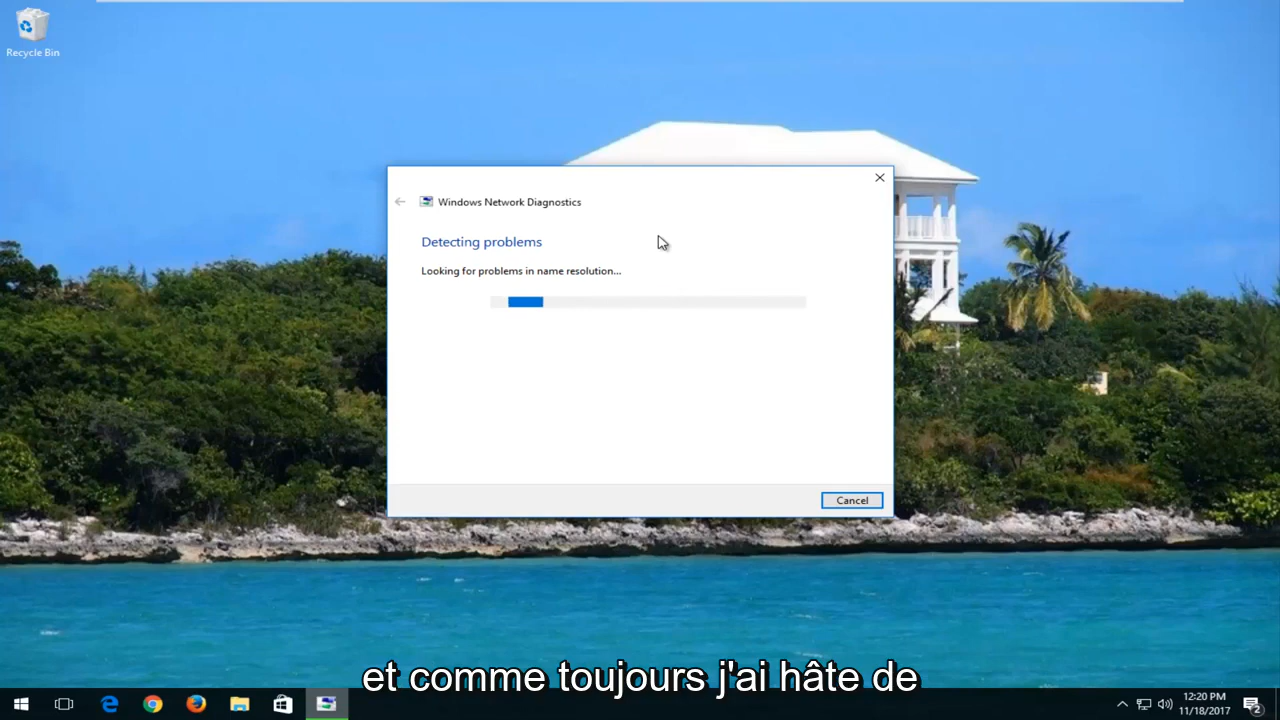 Recycle Bin
Windows Network Diagnostics
Detecting problems
Looking for problems in name resolution...
Cancel
et comme toujours j'ai hâte de
12:20 PM
11/18/2017
2